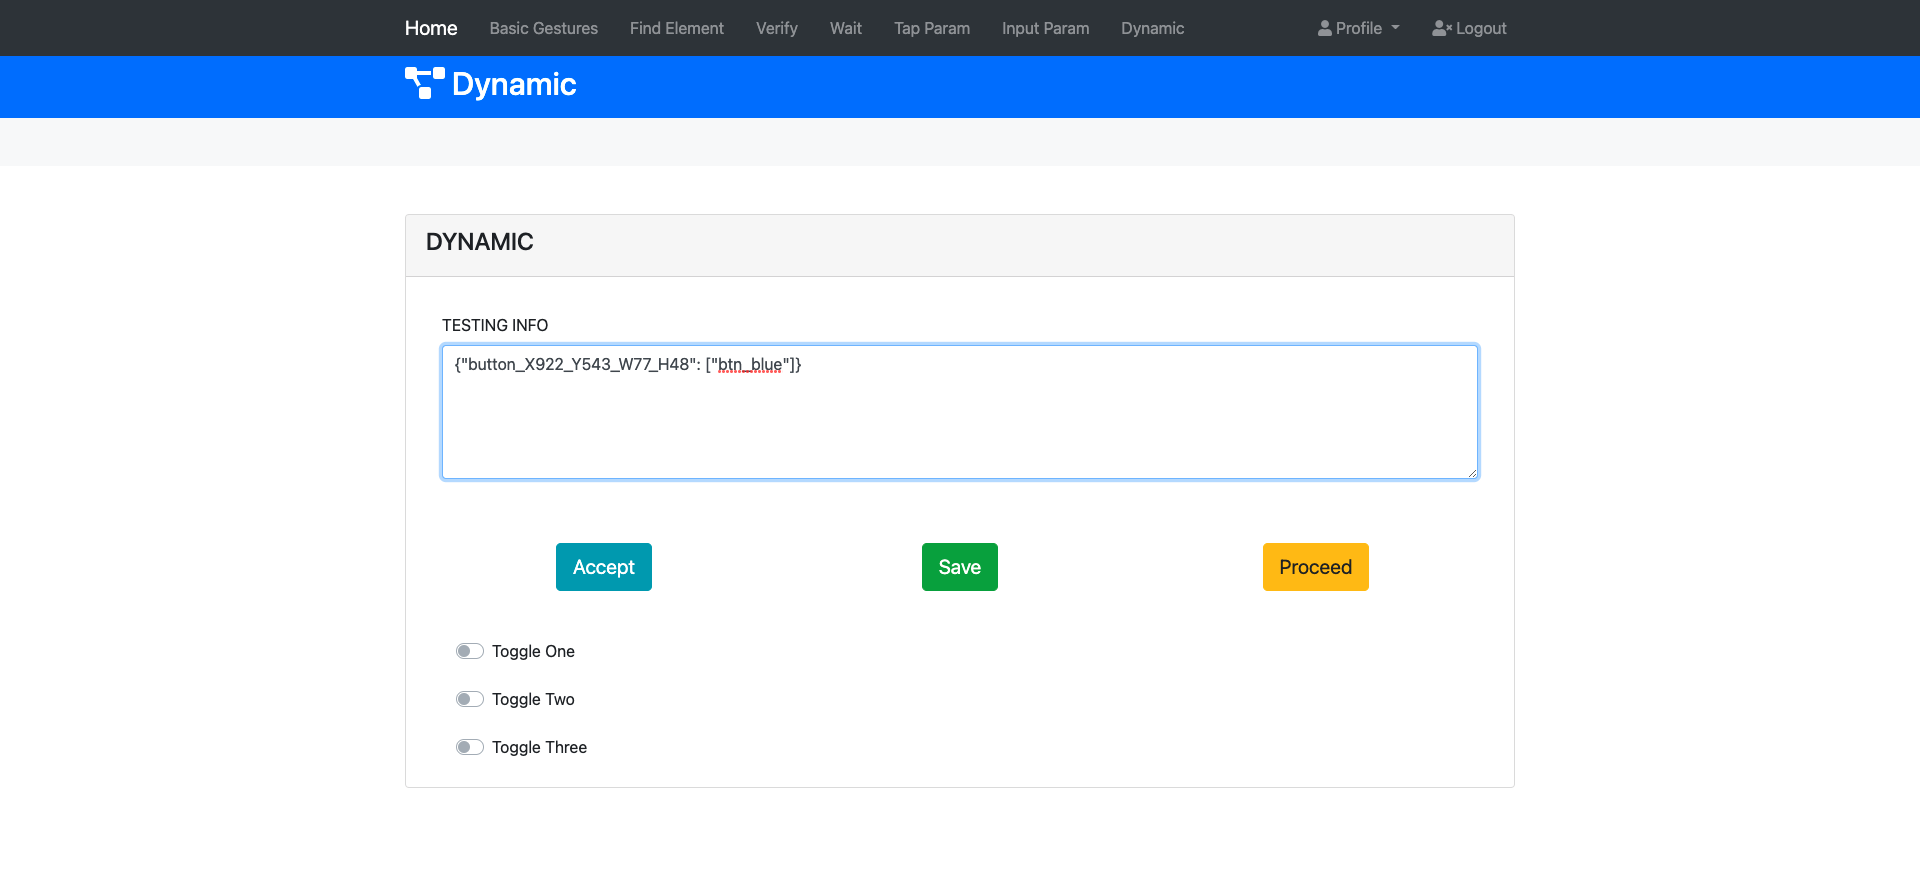 Home Basic Gestures Find Element Verify Wait Tap Param Input Param Dynamic Profile Logout
Dynamic
DYNAMIC
TESTING INFO
{"button_X922_Y543_W77_H48": ["btn_blue"]}
Accept Save Proceed
Toggle One
Toggle Two
Toggle Three